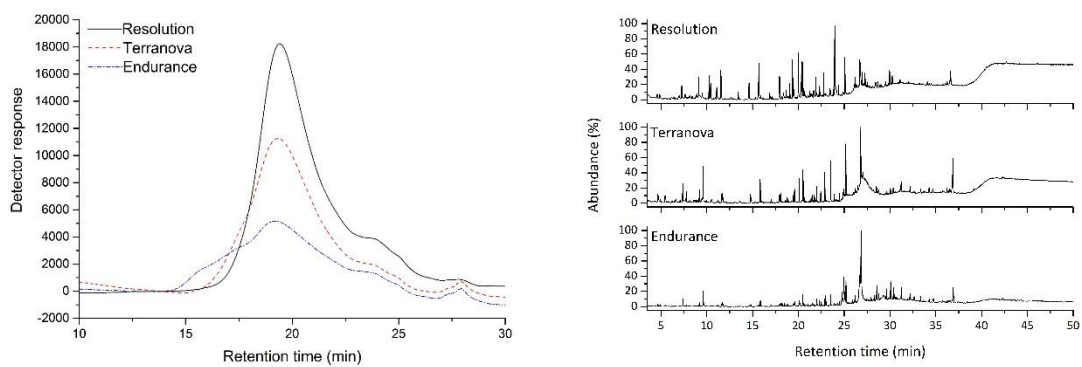 20000
18000
16000
14000
12000
10000
8000
6000
4000
2000
0
-2000
Detector response
Resolution
Terranova
Endurance
10 15 20 25 30
Retention time (min)
Abundance (%)
Resolution
100
80
60
40
20
0
Terranova
100
80
60
40
20
0
Endurance
100
80
60
40
20
0
5 10 15 20 25 30 35 40 45 50
Retention time (min)